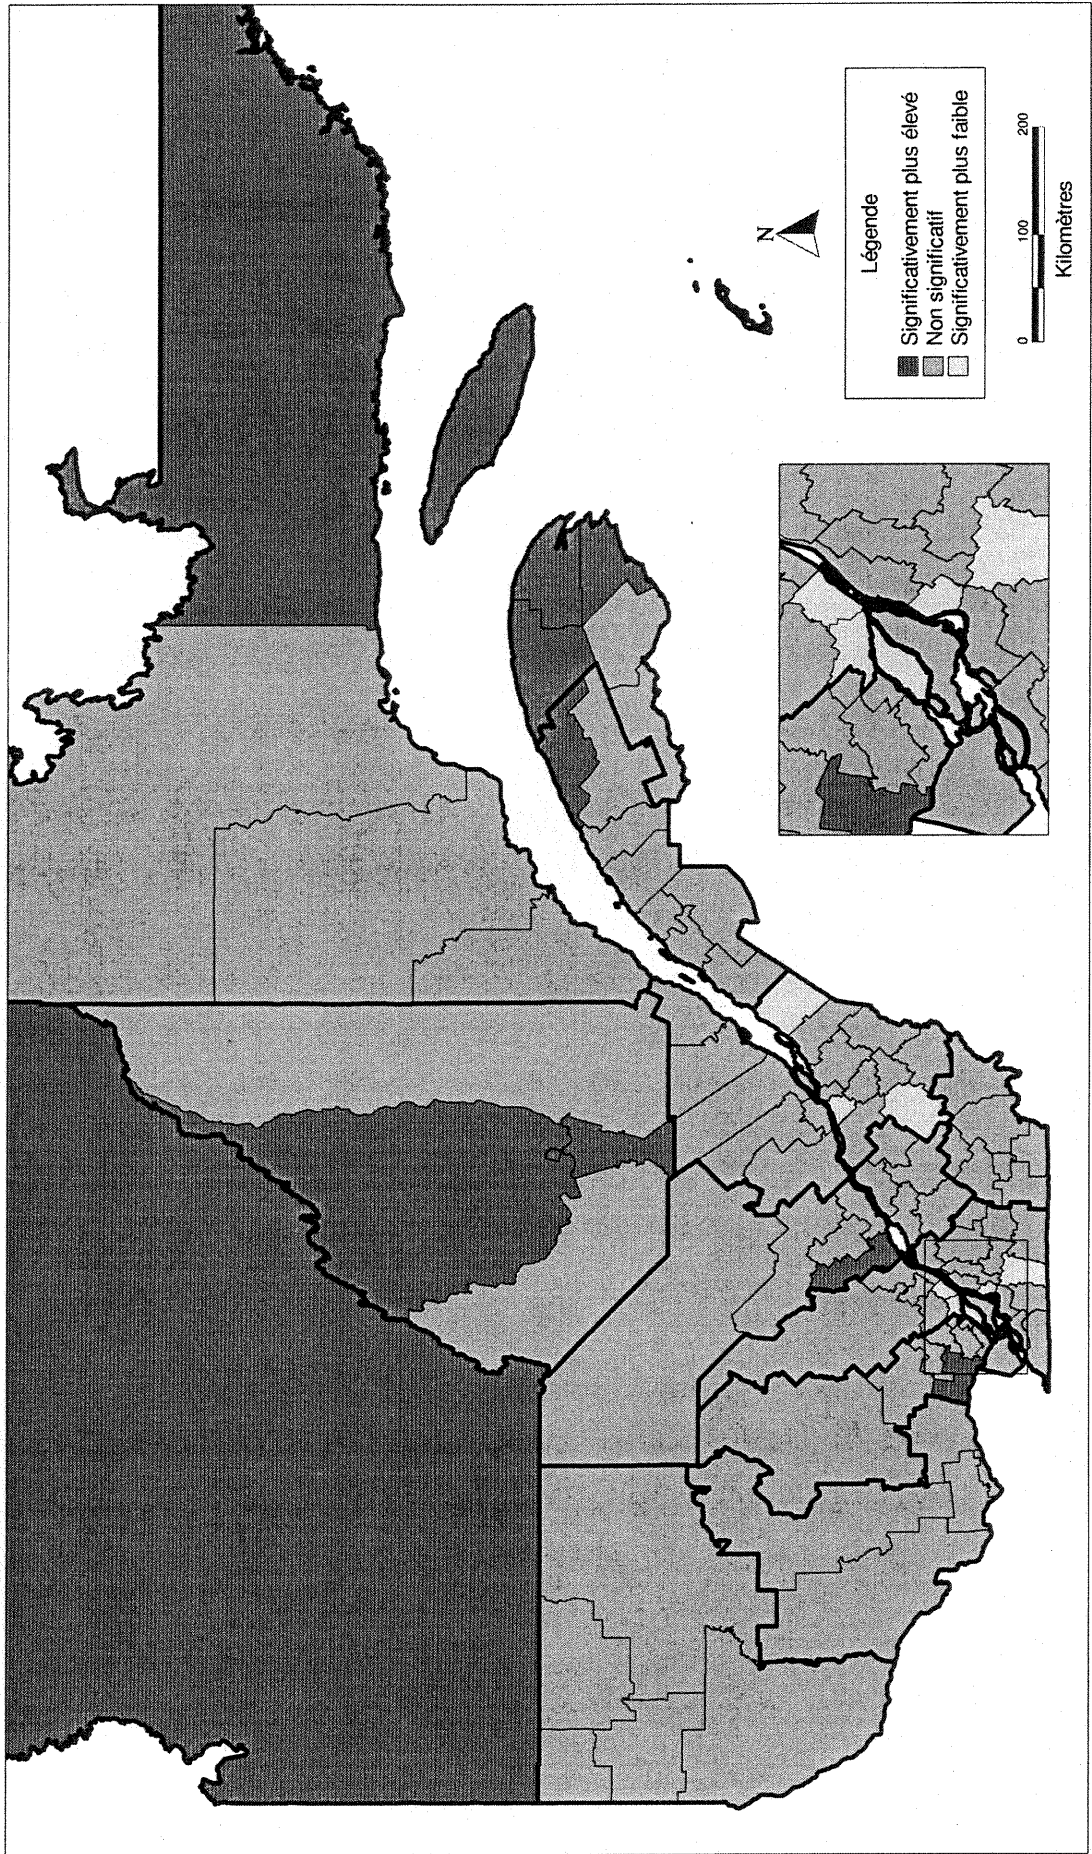 N
Légende
Significativement plus élevé
Non significatif
Significativement plus faible
0 100 200
Kilomètres